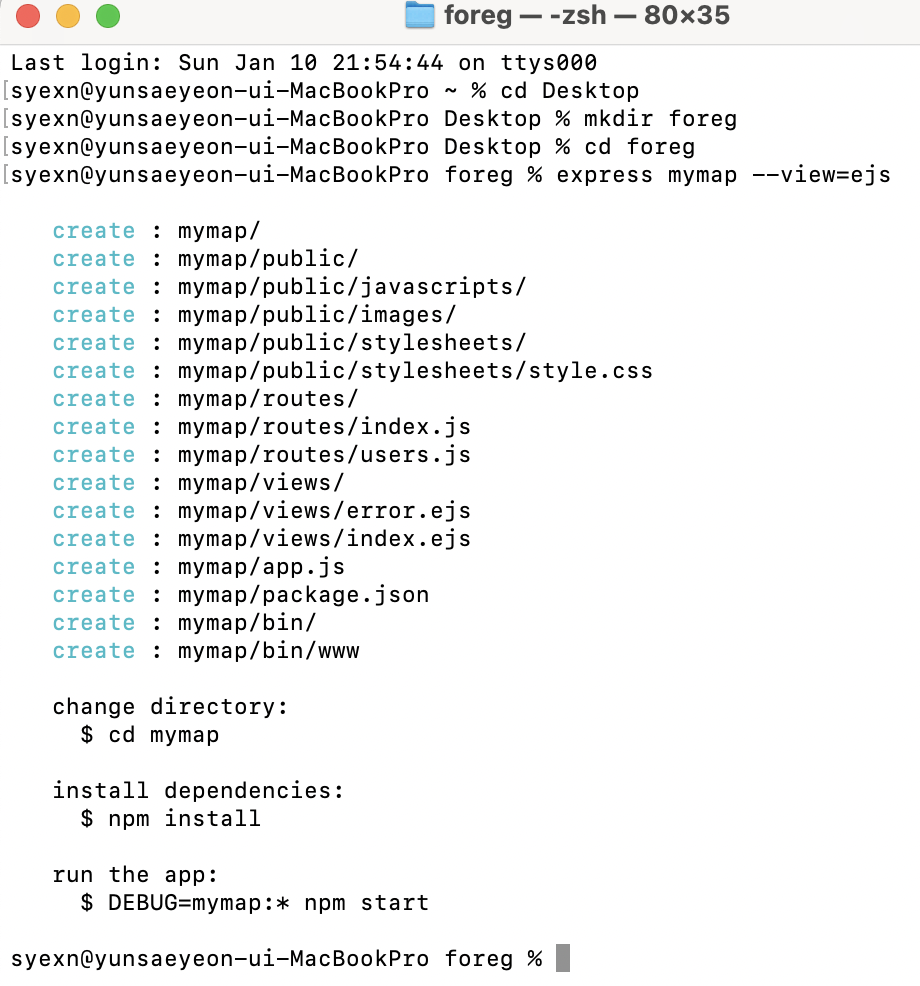 foreg — -zsh — 80×35
Last login: Sun Jan 10 21:54:44 on ttys000
[syexn@yunsaeyeon-ui-MacBookPro ~ % cd Desktop
[syexn@yunsaeyeon-ui-MacBookPro Desktop % mkdir foreg
[syexn@yunsaeyeon-ui-MacBookPro Desktop % cd foreg
[syexn@yunsaeyeon-ui-MacBookPro foreg % express mymap --view=ejs
create : mymap/
create : mymap/public/
create : mymap/public/javascripts/
create : mymap/public/images/
create : mymap/public/stylesheets/
create : mymap/public/stylesheets/style.css
create : mymap/routes/
create : mymap/routes/index.js
create : mymap/routes/users.js
create : mymap/views/
create : mymap/views/error.ejs
create : mymap/views/index.ejs
create : mymap/app.js
create : mymap/package.json
create : mymap/bin/
create : mymap/bin/www
change directory:
$ cd mymap
install dependencies:
$ npm install
run the app:
$ DEBUG=mymap:* npm start
syexn@yunsaeyeon-ui-MacBookPro foreg %